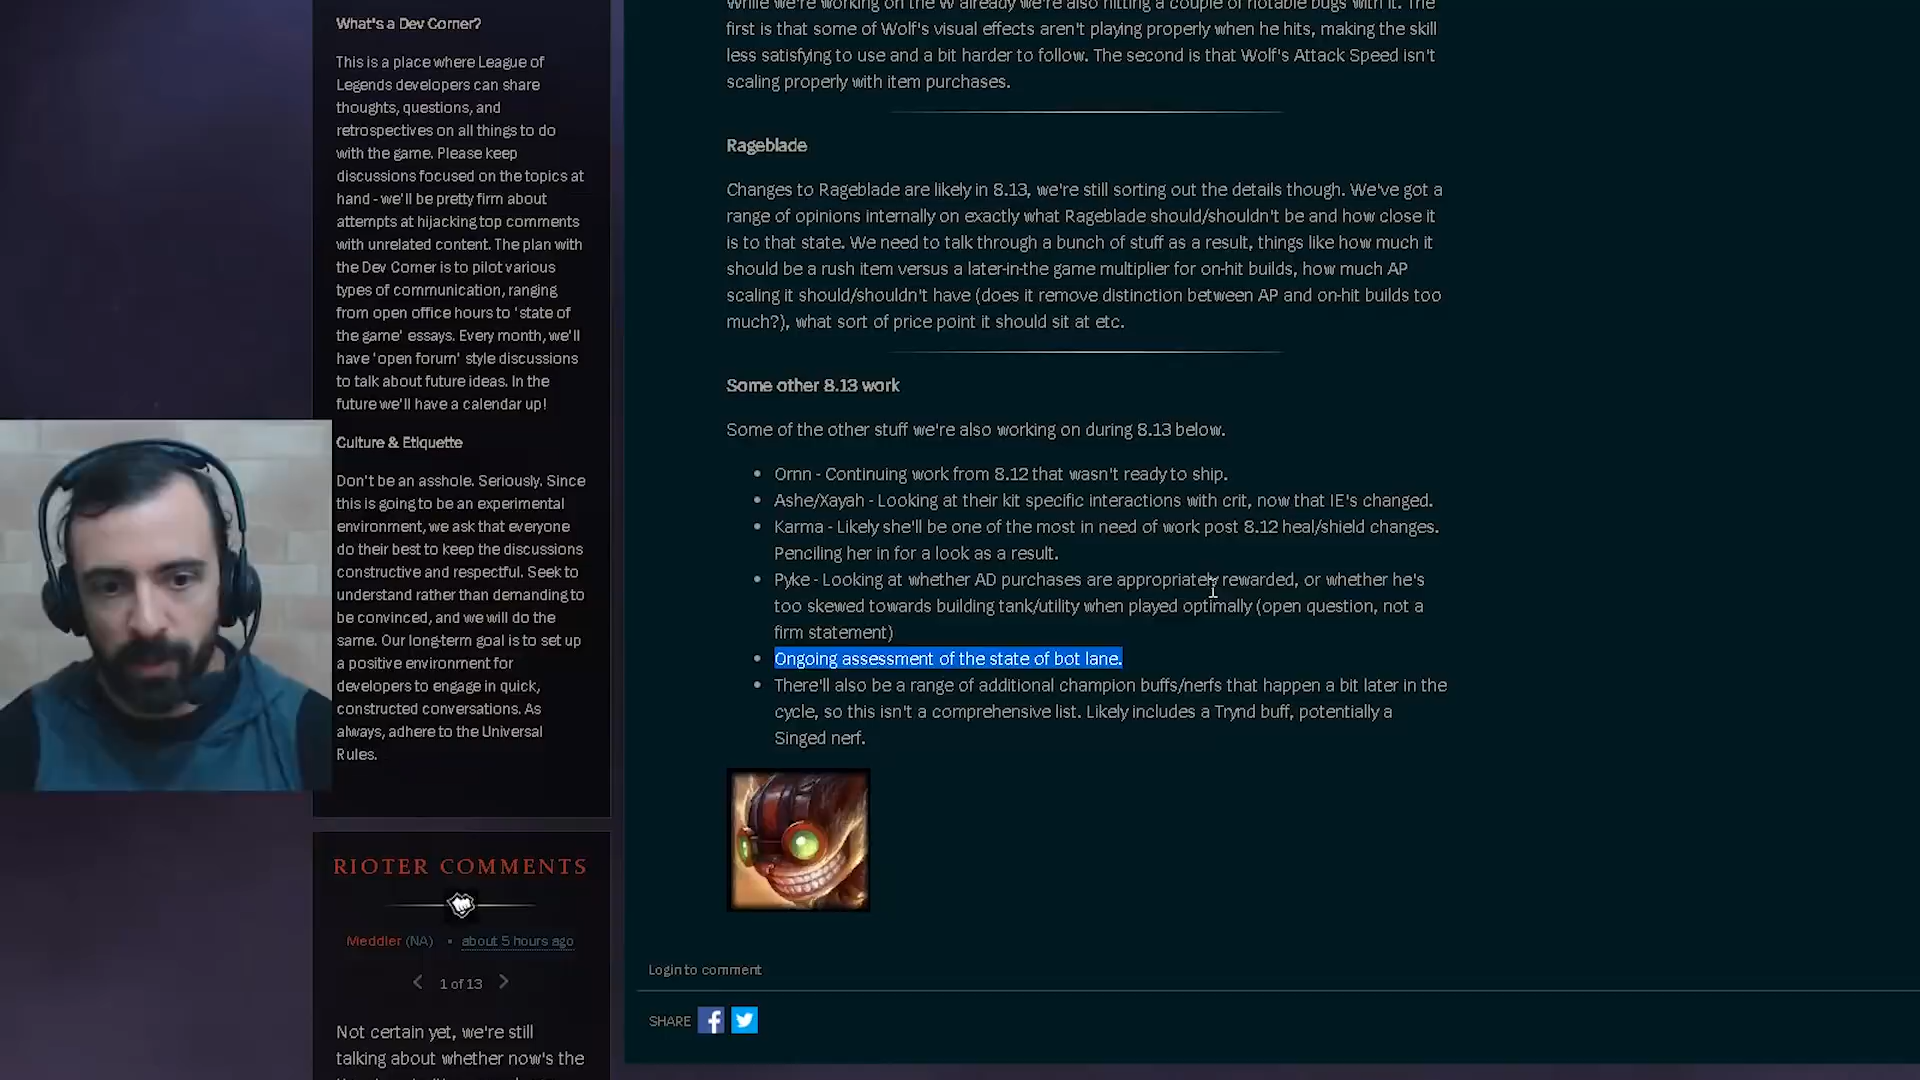 What's a Dev Corner?
This is a place where League of
Legends developers can share
thoughts, questions, and
retrospectives on all things to do
with the game. Please keep
discussions focused on the topics at
hand - we'll be pretty firm about
attempts at hijacking top comments
with unrelated content. The plan with
the Dev Corner is to pilot various
types of communication, ranging
from open office hours to 'state of
the game' essays. Every month, we'll
have 'open forum' style discussions
to talk about future ideas. In the
future we'll have a calendar up!
Culture & Etiquette
Don't be an asshole. Seriously. Since
this is going to be an experimental
environment, we ask that everyone
do their best to keep the discussions
constructive and respectful. Seek to
understand rather than demanding to
be convinced, and we will do the
same. Our long-term goal is to set up
a positive environment for
developers to engage in quick,
constructed conversations. As
always, adhere to the Universal
Rules.
RIOTER COMMENTS
Meddler (NA) • about 5 hours ago
1 of 13
Not certain yet, we're still
talking about whether now's the
While we're working on the W already we're also hitting a couple of notable bugs with it. The
first is that some of Wolf's visual effects aren't playing properly when he hits, making the skill
less satisfying to use and a bit harder to follow. The second is that Wolf's Attack Speed isn't
scaling properly with item purchases.
Rageblade
Changes to Rageblade are likely in 8.13, we're still sorting out the details though. We've got a
range of opinions internally on exactly what Rageblade should/shouldn't be and how close it
is to that state. We need to talk through a bunch of stuff as a result, things like how much it
should be a rush item versus a later-in-the game multiplier for on-hit builds, how much AP
scaling it should/shouldn't have (does it remove distinction between AP and on-hit builds too
much?), what sort of price point it should sit at etc.
Some other 8.13 work
Some of the other stuff we're also working on during 8.13 below.
• Ornn - Continuing work from 8.12 that wasn't ready to ship.
• Ashe/Xayah - Looking at their kit specific interactions with crit, now that IE's changed.
• Karma - Likely she'll be one of the most in need of work post 8.12 heal/shield changes.
Penciling her in for a look as a result.
• Pyke - Looking at whether AD purchases are appropriately rewarded, or whether he's
too skewed towards building tank/utility when played optimally (open question, not a
firm statement)
• Ongoing assessment of the state of bot lane.
• There'll also be a range of additional champion buffs/nerfs that happen a bit later in the
cycle, so this isn't a comprehensive list. Likely includes a Trynd buff, potentially a
Singed nerf.
Login to comment
SHARE